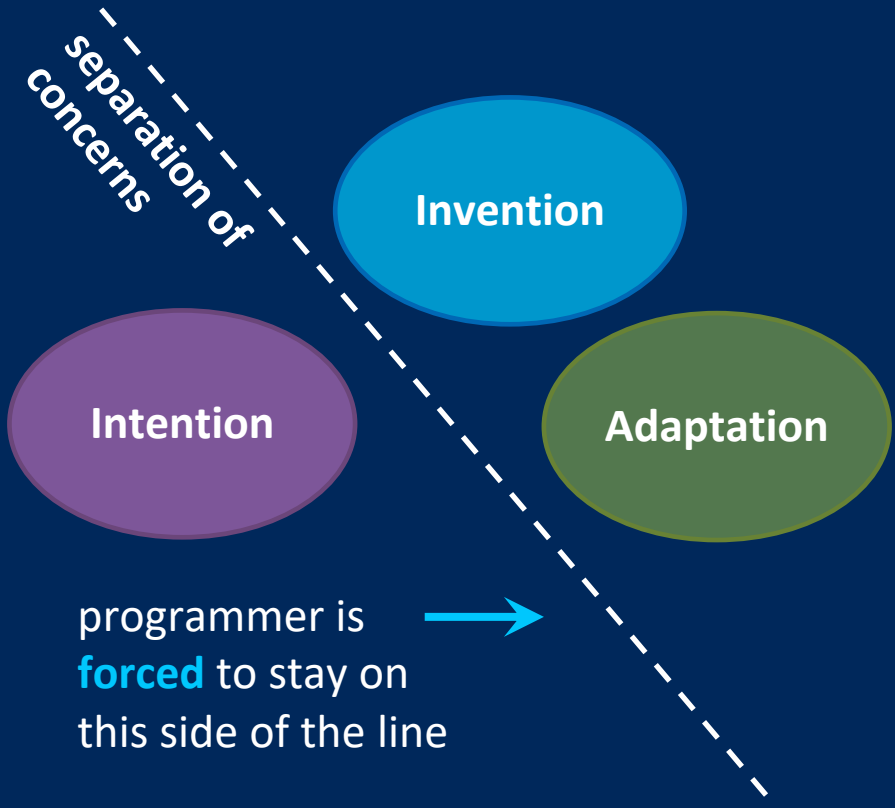 separation of
concerns
Invention
Intention
Adaptation
programmer is
forced to stay on
this side of the line